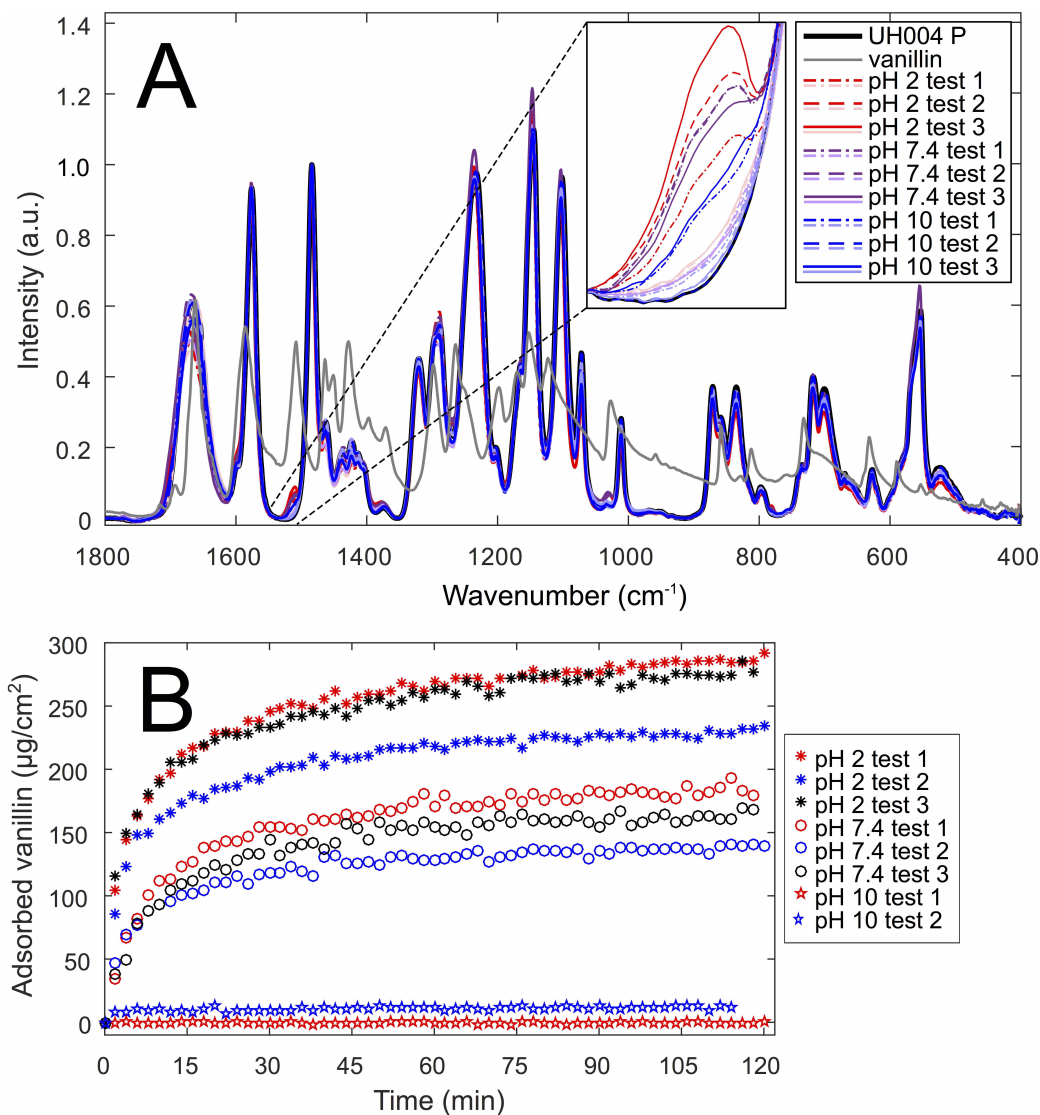 A
1.4
1.2
1.0
0.8
0.6
0.4
0.2
0
Intensity (a.u.)
1800 1600 1400 1200 1000 800 600 400
Wavenumber (cm-1)
UH004 P
vanillin
pH 2 test 1
pH 2 test 2
pH 2 test 3
pH 7.4 test 1
pH 7.4 test 2
pH 7.4 test 3
pH 10 test 1
pH 10 test 2
pH 10 test 3
B
300
250
200
150
100
50
0
Adsorbed vanillin (µg/cm2)
0 15 30 45 60 75 90 105 120
Time (min)
pH 2 test 1
pH 2 test 2
pH 2 test 3
pH 7.4 test 1
pH 7.4 test 2
pH 7.4 test 3
pH 10 test 1
pH 10 test 2